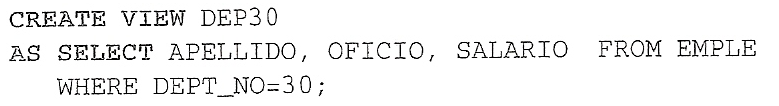 CREATE VIEW DEP30
AS SELECT APELLIDO, OFICIO, SALARIO FROM EMPLE
WHERE DEPT_NO=30;